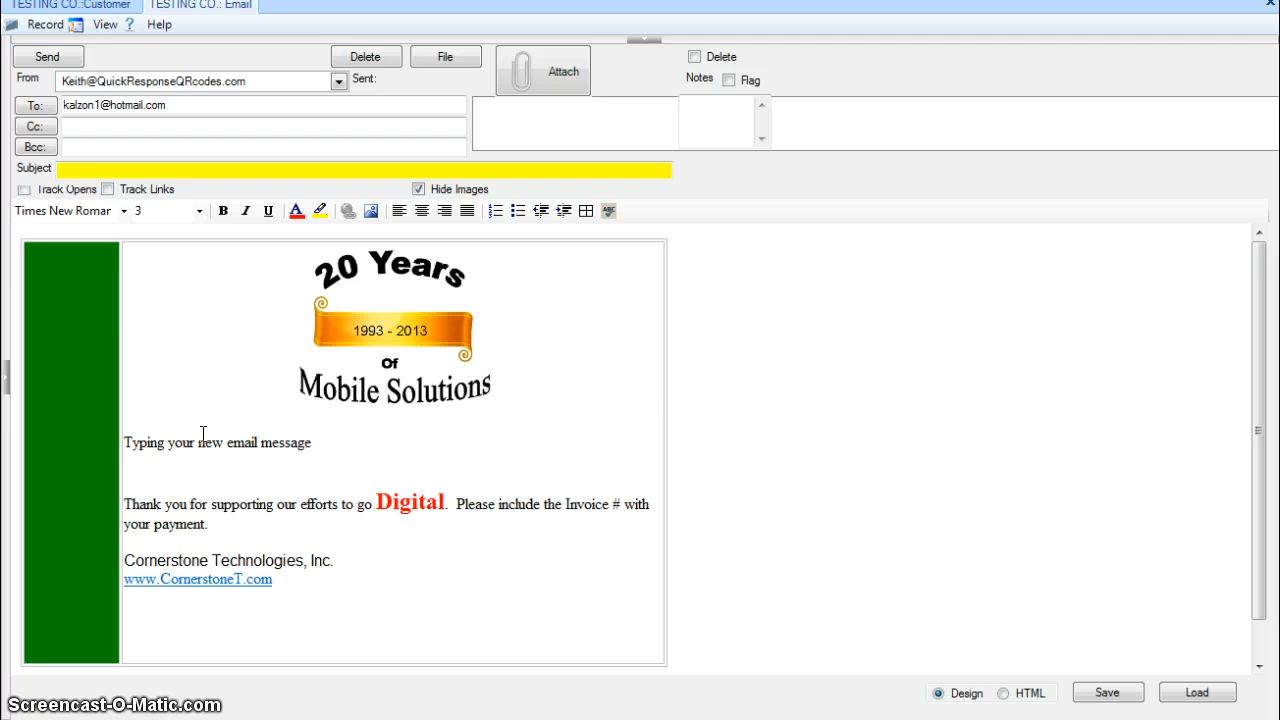 TESTING CO.:Customer TESTING CO.: Email
Record View ? Help
Send Delete File Attach Delete
From Keith@QuickResponseQRcodes.com Sent: Notes Flag
To: kalzon1@hotmail.com
Cc:
Bcc:
Subject
Track Opens Track Links Hide Images
Times New Roman 3 B I U A ABC
20 Years
1993 - 2013
Of
Mobile Solutions
Typing your new email message
Thank you for supporting our efforts to go Digital. Please include the Invoice # with
your payment.
Cornerstone Technologies, Inc.
www.CornerstoneT.com
Design HTML Save Load
Screencast-O-Matic.com